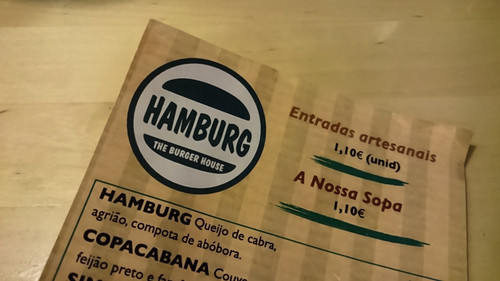 HAMBURG
THE BURGER HOUSE
Entradas artesanais
1,10€ (unid)
A Nossa Sopa
1,10€
HAMBURG Queijo de cabra,
agrião, compota de abóbora.
COPACABANA
feijão preto e